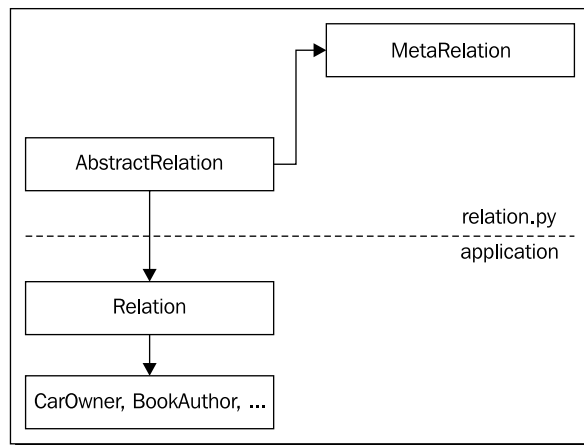 MetaRelation
AbstractRelation
relation.py
application
Relation
CarOwner, BookAuthor, ...